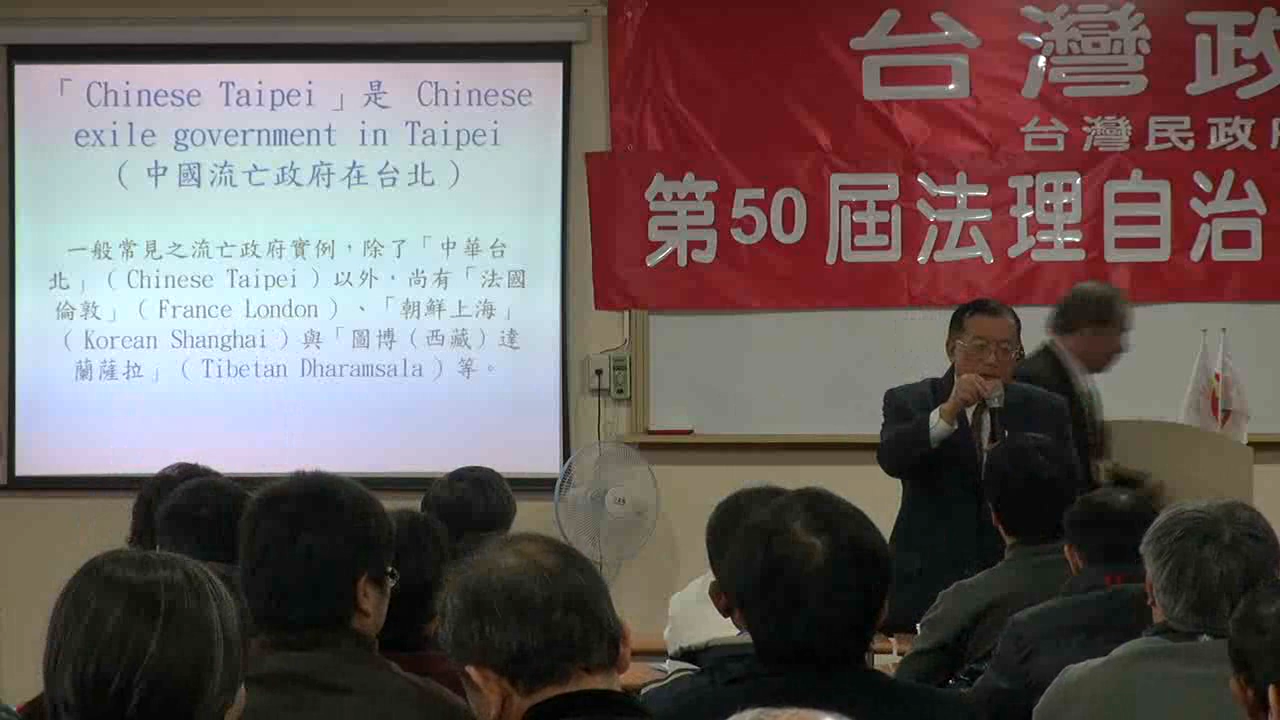 「Chinese Taipei」是 Chinese
exile government in Taipei
(中國流亡政府在台北)
一般常見之流亡政府實例，除了「中華台
北」(Chinese Taipei)以外，尚有「法國
倫敦」(France London)、「朝鮮上海」
(Korean Shanghai)與「圖博(西藏)達
蘭薩拉」(Tibetan Dharamsala)等。
台灣政
台灣民政府
第50屆法理自治